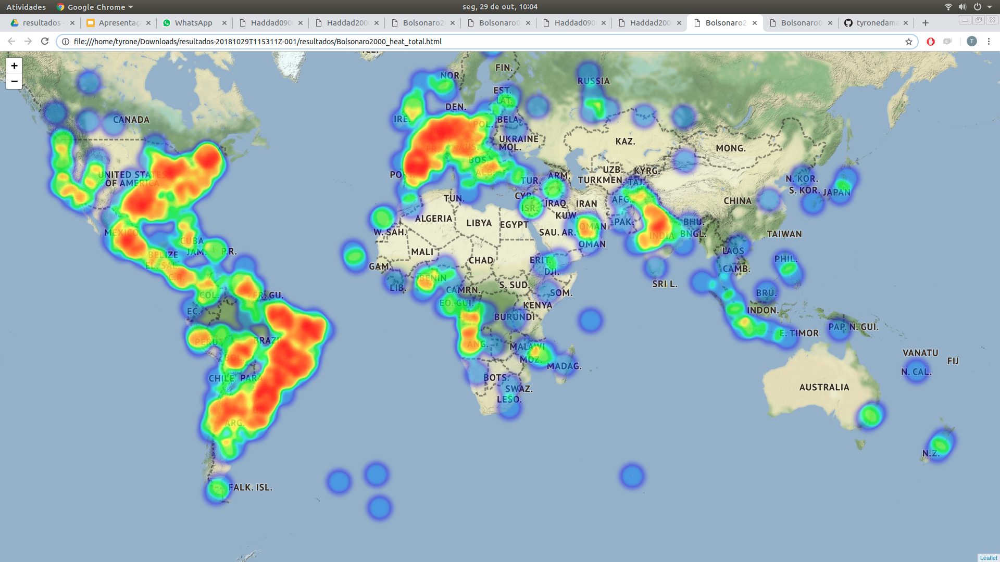 Atividades
Google Chrome
seg, 29 de out, 10:04
resultados -
Apresentaç
WhatsApp
Haddad090
Haddad200
Bolsonaro2
Bolsonaro0
Haddad090
Haddad200
Bolsonaro2
Bolsonaro0
tyronedama
file:///home/tyrone/Downloads/resultados-20181029T115311Z-001/resultados/Bolsonaro2000_heat_total.html
T
+
−
NOR.
FIN.
RUSSIA
EST.
LAT.
DEN.
IRE.
BELA.
POL.
CANADA
UKRAINE
MOL.
KAZ.
MONG.
FR.
AUS.
BOS.
ALB.
UNITED STATES
OF AMERICA
PORT.
TUR.
ARM.
UZB.
KYRG.
TURKMEN.
TAJ.
N. KOR.
S. KOR.
JAPAN
CHINA
TUN.
CYP.
ISR.
IRAQ
IRAN
AFG.
KUW.
PAK.
BHU.
BNGL.
TAIWAN
ALGERIA
LIBYA
EGYPT
SAU. AR.
OMAN
OMAN
INDIA
W. SAH.
MEXICO
CUBA
JAM.
P.R.
BELIZE
EL. SAL.
C.R.
MALI
CHAD
ERIT.
DJI.
GAM.
BENIN
LIB.
CAMRN.
S. SUD.
SOM.
LAOS
CAMB.
PHIL.
SRI L.
BRU.
COL.
FR. GU.
EC.
EQ. GUI.
KENYA
BURUNDI
INDON.
E. TIMOR
PAP. N. GUI.
PERU
BRAZIL
BOL.
ANG.
MALAWI
MOZ.
MADAG.
VANATU
FIJ
N. CAL.
CHILE
PARA.
BOTS.
SWAZ.
LESO.
AUSTRALIA
UR.
ARG.
N.Z.
FALK. ISL.
Leaflet